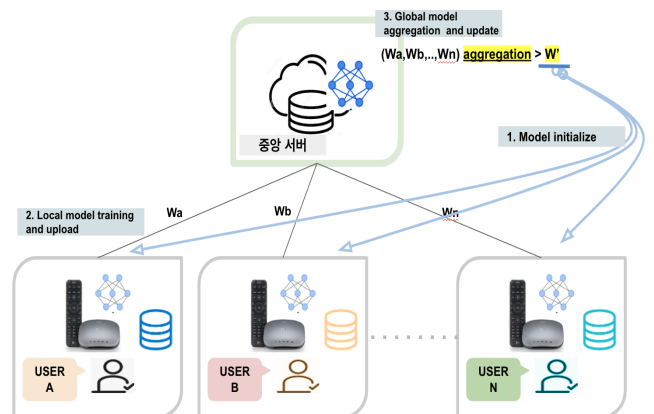 3. Global model
aggregation and update
(Wa,Wb,..,Wn) aggregation > W'
중앙 서버
1. Model initialize
2. Local model training
and upload
Wa
Wb
Wn
USER
A
USER
B
USER
N